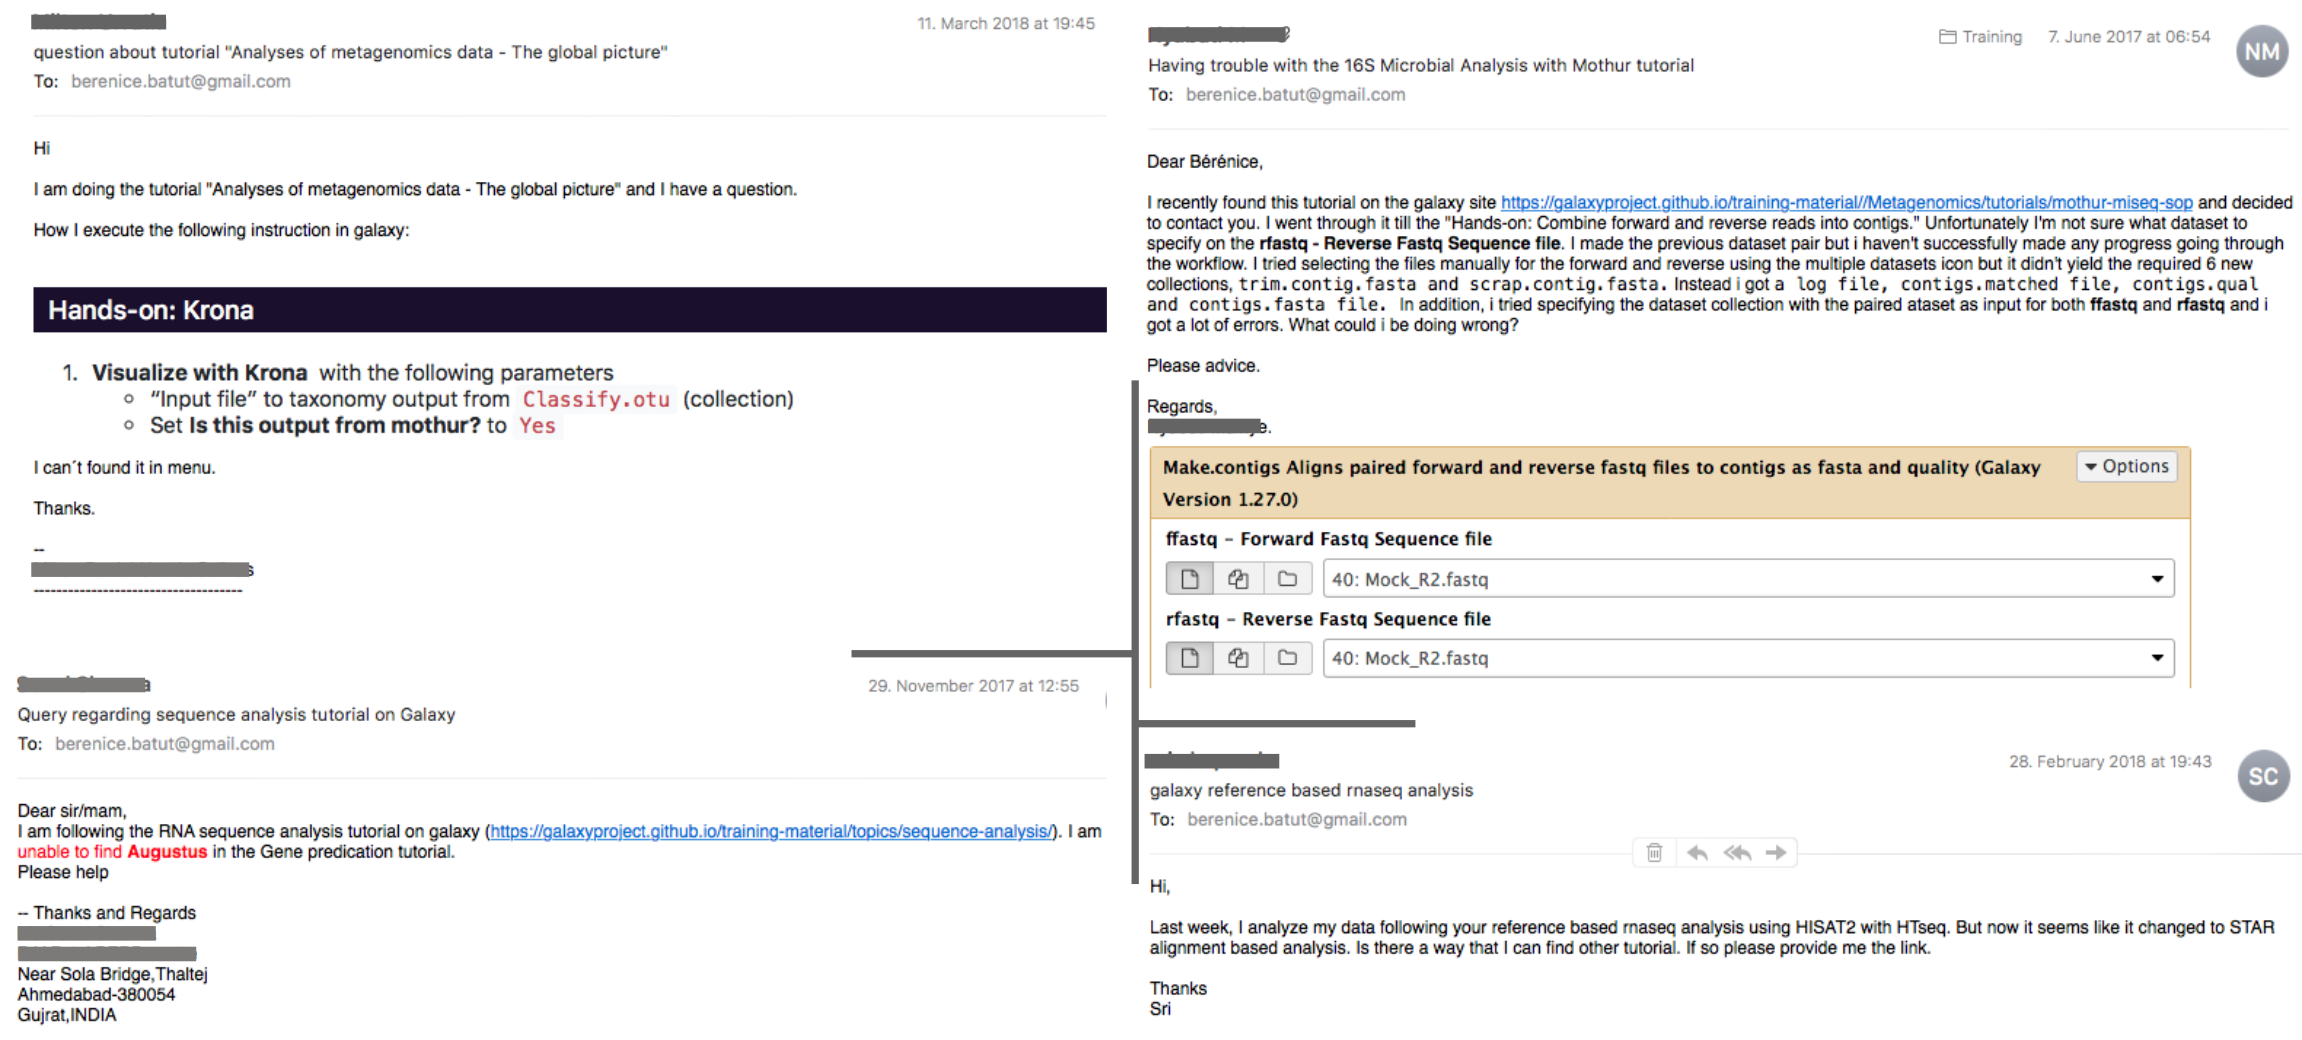 11. March 2018 at 19:45
question about tutorial "Analyses of metagenomics data - The global picture"
To: berenice.batut@gmail.com
Hi
I am doing the tutorial "Analyses of metagenomics data - The global picture" and I have a question.
How I execute the following instruction in galaxy:
Hands-on: Krona
1. Visualize with Krona with the following parameters
“Input file” to taxonomy output from Classify.otu (collection)
Set Is this output from mothur? to Yes
I can´t found it in menu.
Thanks.
--
------------------------------------
29. November 2017 at 12:55
Query regarding sequence analysis tutorial on Galaxy
To: berenice.batut@gmail.com
Dear sir/mam,
I am following the RNA sequence analysis tutorial on galaxy (https://galaxyproject.github.io/training-material/topics/sequence-analysis/). I am
unable to find Augustus in the Gene predication tutorial.
Please help
-- Thanks and Regards
Near Sola Bridge,Thaltej
Ahmedabad-380054
Gujrat,INDIA
Training 7. June 2017 at 06:54
NM
Having trouble with the 16S Microbial Analysis with Mothur tutorial
To: berenice.batut@gmail.com
Dear Bérénice,
I recently found this tutorial on the galaxy site https://galaxyproject.github.io/training-material//Metagenomics/tutorials/mothur-miseq-sop and decided
to contact you. I went through it till the "Hands-on: Combine forward and reverse reads into contigs." Unfortunately I'm not sure what dataset to
specify on the rfastq - Reverse Fastq Sequence file. I made the previous dataset pair but i haven't successfully made any progress going through
the workflow. I tried selecting the files manually for the forward and reverse using the multiple datasets icon but it didn't yield the required 6 new
collections, trim.contig.fasta and scrap.contig.fasta. Instead i got a log file, contigs.matched file, contigs.qual
and contigs.fasta file. In addition, i tried specifying the dataset collection with the paired ataset as input for both ffastq and rfastq and i
got a lot of errors. What could i be doing wrong?
Please advice.
Regards,
Make.contigs Aligns paired forward and reverse fastq files to contigs as fasta and quality (Galaxy
Version 1.27.0)
Options
ffastq - Forward Fastq Sequence file
40: Mock_R2.fastq
rfastq - Reverse Fastq Sequence file
40: Mock_R2.fastq
28. February 2018 at 19:43
SC
galaxy reference based rnaseq analysis
To: berenice.batut@gmail.com
Hi,
Last week, I analyze my data following your reference based rnaseq analysis using HISAT2 with HTseq. But now it seems like it changed to STAR
alignment based analysis. Is there a way that I can find other tutorial. If so please provide me the link.
Thanks
Sri